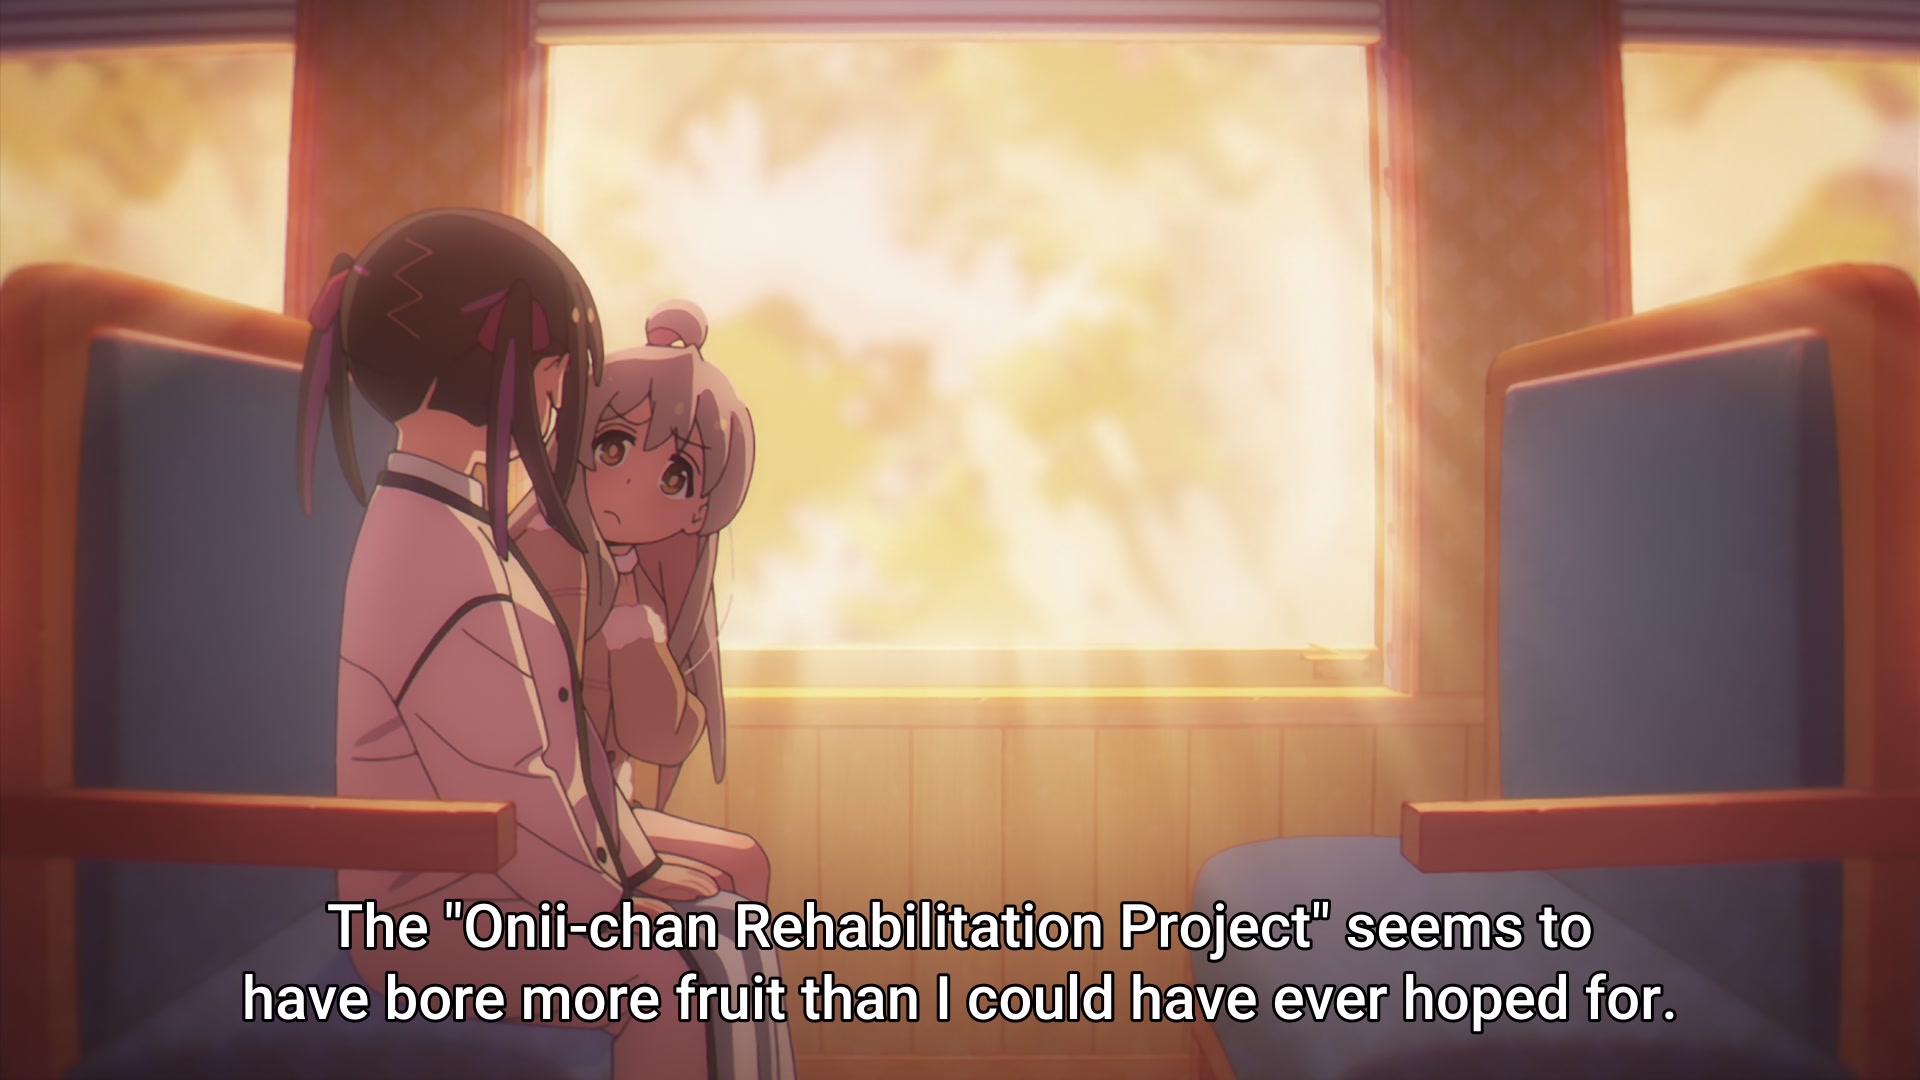 The "Onii-chan Rehabilitation Project" seems to
have bore more fruit than I could have ever hoped for.